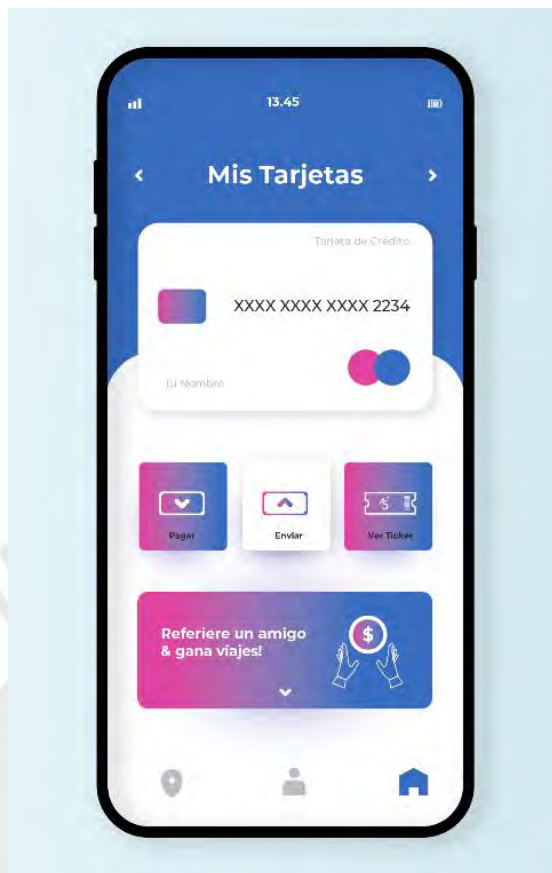 13.45
Mis Tarjetas
Tarjeta de Crédito
XXXX XXXX XXXX 2234
Tu Nombre
Pagar
Enviar
Ver Ticket
Referiere un amigo
& gana viajes!
$